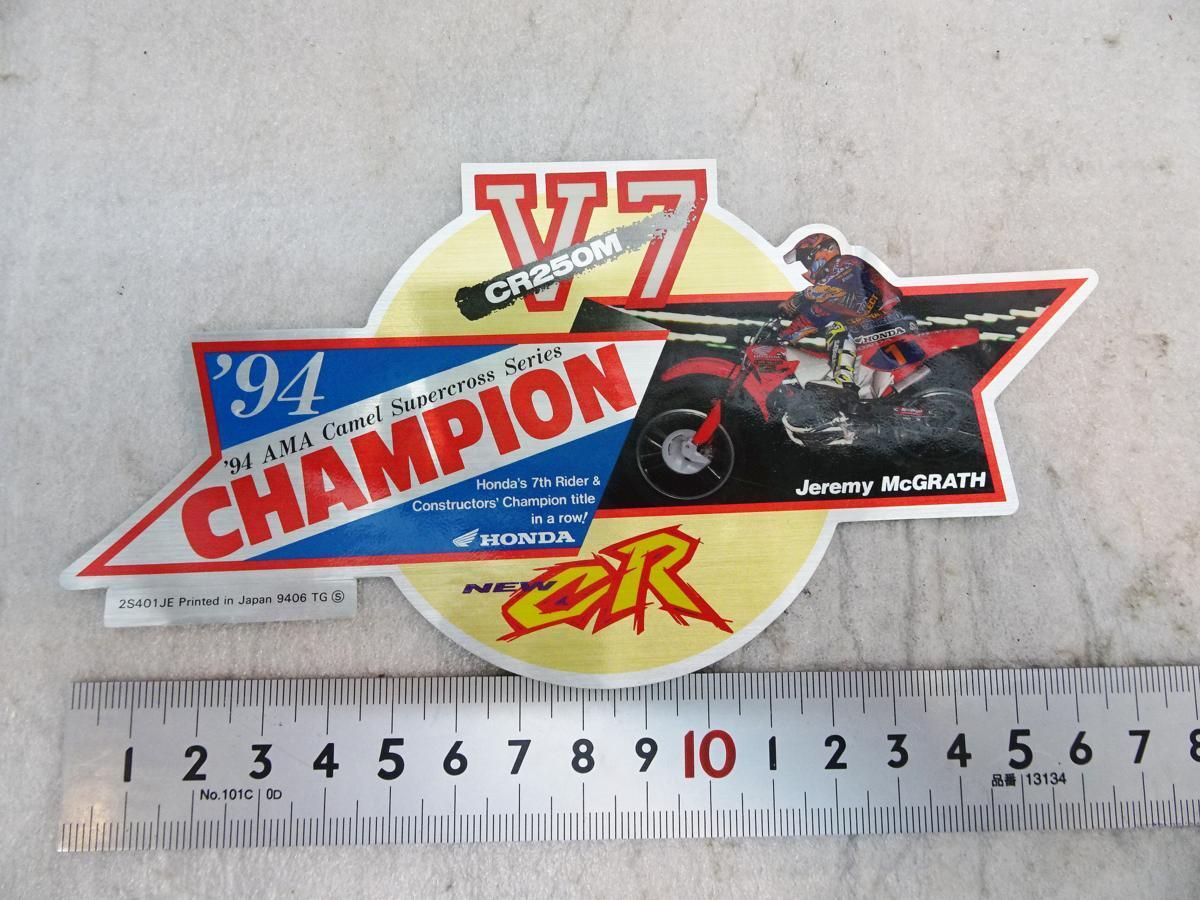 V7
CR250M
'94
'94 AMA Camel Supercross Series
CHAMPION
Honda's 7th Rider &
Constructors' Champion title
in a row!
HONDA
HONDA
1
Jeremy McGRATH
NEW CR
2S401JE Printed in Japan 9406 TG Ⓢ
1 2 3 4 5 6 7 8 9 10 1 2 3 4 5 6 7 8
No.101C 0D
品番 13134